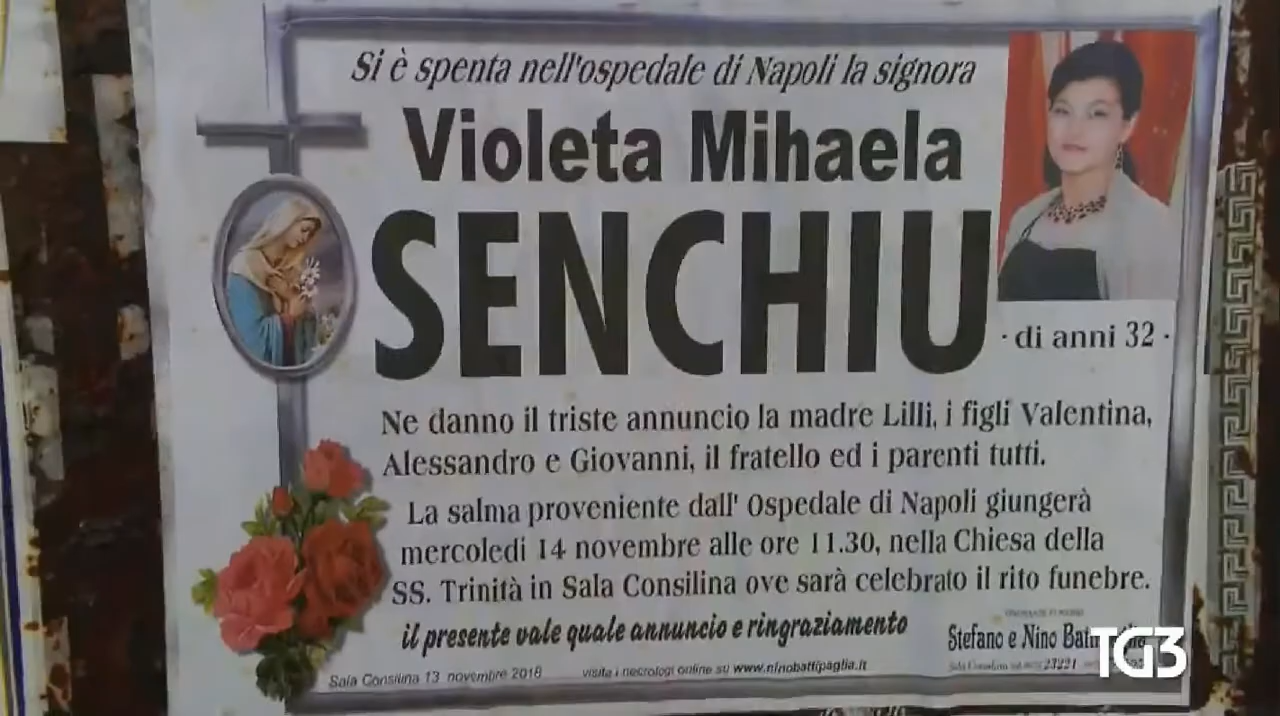 Si è spenta nell'ospedale di Napoli la signora
Violeta Mihaela
SENCHIU
· di anni 32 ·
Ne danno il triste annuncio la madre Lilli, i figli Valentina,
Alessandro e Giovanni, il fratello ed i parenti tutti.
La salma proveniente dall' Ospedale di Napoli giungerà
mercoledì 14 novembre alle ore 11.30, nella Chiesa della
SS. Trinità in Sala Consilina ove sarà celebrato il rito funebre.
il presente vale quale annuncio e ringraziamento
Stefano e Nino
Sala Consilina 23221
Sala Consilina 13 novembre 2018 visita i necrologi online su www.ninobattipaglia.it
TG3